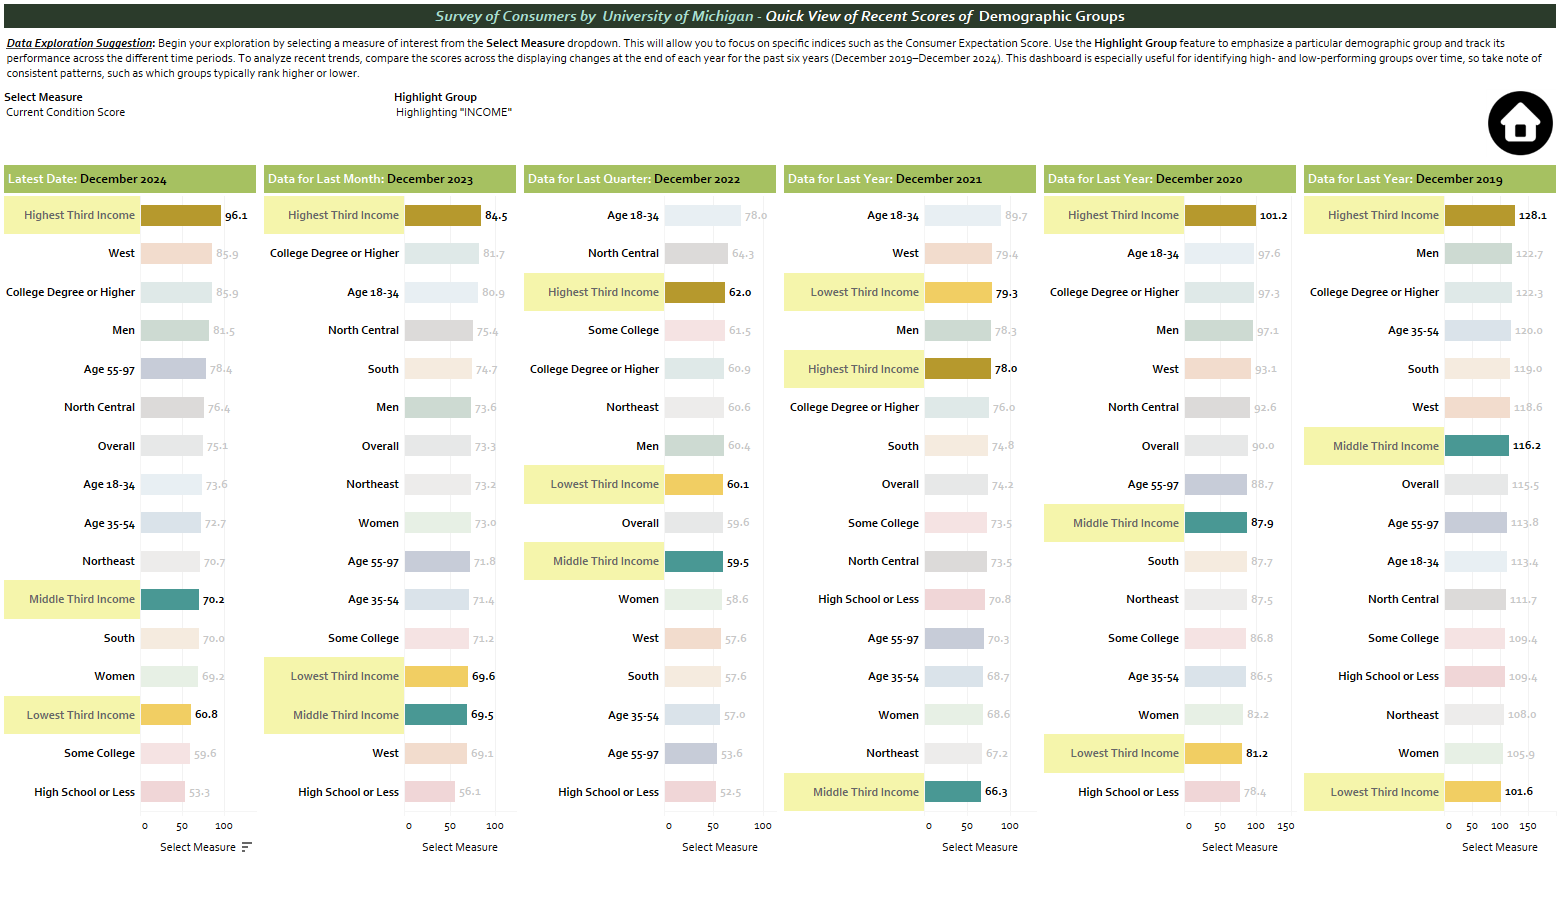 Survey of Consumers by University of Michigan - Quick View of Recent Scores of Demographic Groups
Data Exploration Suggestion: Begin your exploration by selecting a measure of interest from the Select Measure dropdown. This will allow you to focus on specific indices such as the Consumer Expectation Score. Use the Highlight Group feature to emphasize a particular demographic group and track its
performance across the different time periods. To analyze recent trends, compare the scores across the displaying changes at the end of each year for the past six years (December 2019–December 2024). This dashboard is especially useful for identifying high- and low-performing groups over time, so take note of
consistent patterns, such as which groups typically rank higher or lower.
Select Measure
Current Condition Score
Highlight Group
Highlighting "INCOME"
Latest Date: December 2024
Highest Third Income 96.1
West 85.9
College Degree or Higher 85.9
Men 81.5
Age 55-97 78.4
North Central 76.4
Overall 75.1
Age 18-34 73.6
Age 35-54 72.7
Northeast 70.7
Middle Third Income 70.2
South 70.0
Women 69.2
Lowest Third Income 60.8
Some College 59.6
High School or Less 53.3
0 50 100
Select Measure
Data for Last Month: December 2023
Highest Third Income 84.5
College Degree or Higher 81.7
Age 18-34 80.9
North Central 75.4
South 74.7
Men 73.6
Overall 73.3
Northeast 73.2
Women 73.0
Age 55-97 71.8
Age 35-54 71.4
Some College 71.2
Lowest Third Income 69.6
Middle Third Income 69.5
West 69.1
High School or Less 56.1
0 50 100
Select Measure
Data for Last Quarter: December 2022
Age 18-34 78.0
North Central 64.3
Highest Third Income 62.0
Some College 61.5
College Degree or Higher 60.9
Northeast 60.6
Men 60.4
Lowest Third Income 60.1
Overall 59.6
Middle Third Income 59.5
Women 58.6
West 57.6
South 57.6
Age 35-54 57.0
Age 55-97 53.6
High School or Less 52.5
0 50 100
Select Measure
Data for Last Year: December 2021
Age 18-34 89.7
West 79.4
Lowest Third Income 79.3
Men 78.3
Highest Third Income 78.0
College Degree or Higher 76.0
South 74.8
Overall 74.2
Some College 73.5
North Central 73.5
High School or Less 70.8
Age 55-97 70.3
Age 35-54 68.7
Women 68.6
Northeast 67.2
Middle Third Income 66.3
0 50 100
Select Measure
Data for Last Year: December 2020
Highest Third Income 101.2
Age 18-34 97.6
College Degree or Higher 97.3
Men 97.1
West 93.1
North Central 92.6
Overall 90.0
Age 55-97 88.7
Middle Third Income 87.9
South 87.7
Northeast 87.5
Some College 86.8
Age 35-54 86.5
Women 82.2
Lowest Third Income 81.2
High School or Less 78.4
0 50 100 150
Select Measure
Data for Last Year: December 2019
Highest Third Income 128.1
Men 122.7
College Degree or Higher 122.3
Age 35-54 120.0
South 119.0
West 118.6
Middle Third Income 116.2
Overall 115.5
Age 55-97 113.8
Age 18-34 113.4
North Central 111.7
Some College 109.4
High School or Less 109.4
Northeast 108.0
Women 105.9
Lowest Third Income 101.6
0 50 100 150
Select Measure